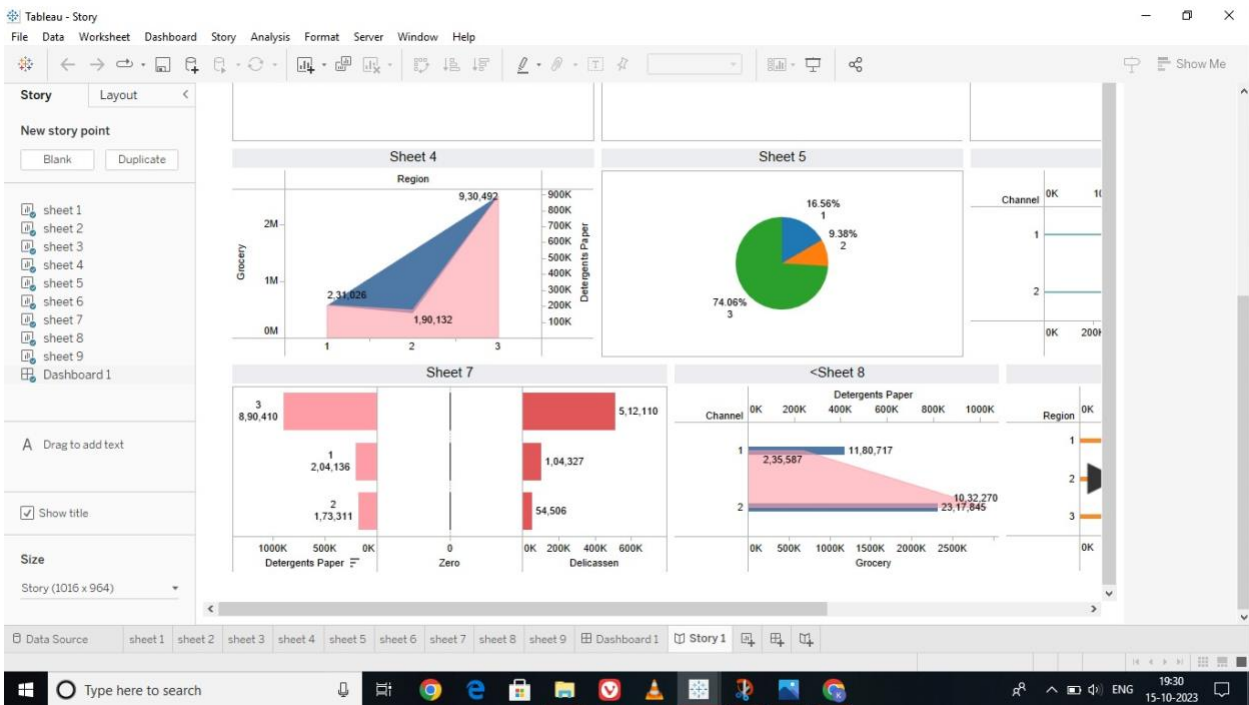 Tableau - Story
File Data Worksheet Dashboard Story Analysis Format Server Window Help
Show Me
Story Layout
New story point
Blank Duplicate
sheet 1
sheet 2
sheet 3
sheet 4
sheet 5
sheet 6
sheet 7
sheet 8
sheet 9
Dashboard 1
A Drag to add text
Show title
Size
Story (1016 x 964)
Sheet 4
Region
9,30,492
2,31,026
1,90,132
Grocery
2M
1M
0M
1 2 3
900K
800K
700K
600K
500K
400K
300K
200K
100K
Detergents Paper
Sheet 5
16.56%
1
9.38%
2
74.06%
3
Channel 0K
1
2
0K 200K
Sheet 7
3
8,90,410
1
2,04,136
2
1,73,311
5,12,110
1,04,327
54,506
1000K 500K 0K
Detergents Paper
0
Zero
0K 200K 400K 600K
Delicassen
<Sheet 8
Detergents Paper
Channel 0K 200K 400K 600K 800K 1000K
1 11,80,717
2,35,587
10,32,270
2 23,17,845
0K 500K 1000K 1500K 2000K 2500K
Grocery
Region 0K
1
2
3
0K
Data Source sheet 1 sheet 2 sheet 3 sheet 4 sheet 5 sheet 6 sheet 7 sheet 8 sheet 9 Dashboard 1 Story 1
Type here to search
ENG
19:30
15-10-2023